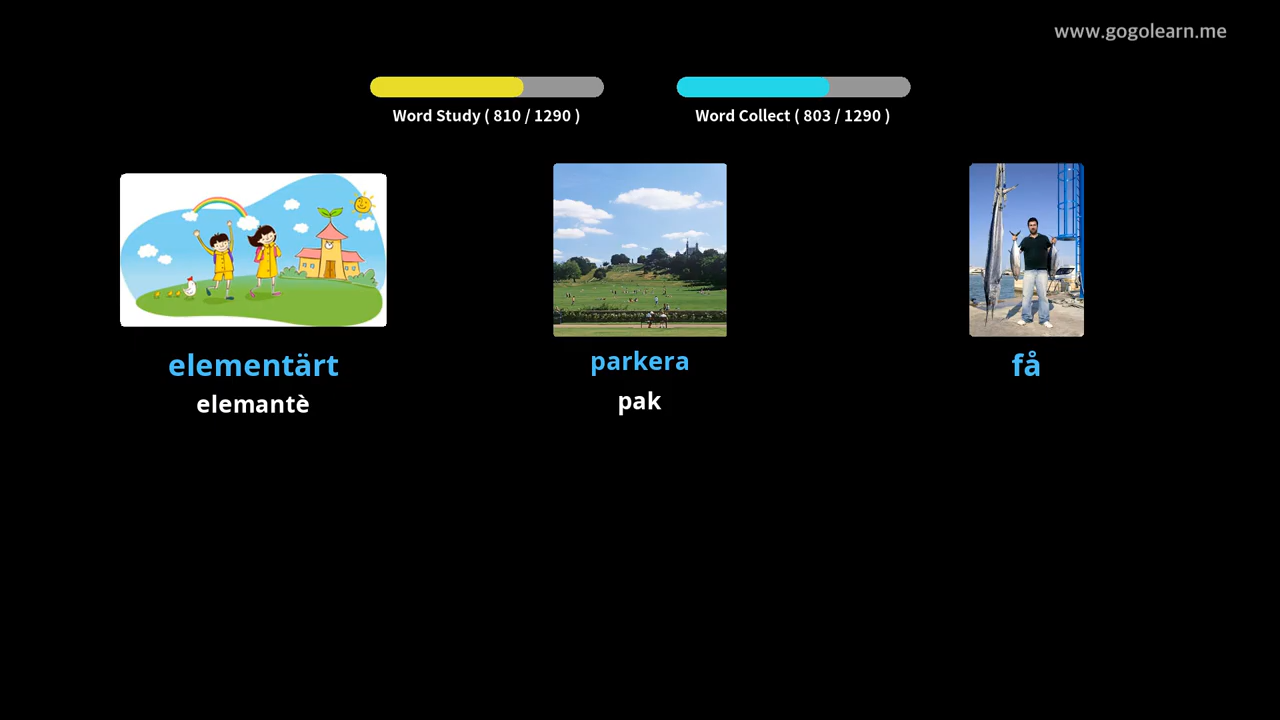 www.gogolearn.me
Word Study ( 810 / 1290 )
Word Collect ( 803 / 1290 )
elementärt
elemantè
parkera
pak
få